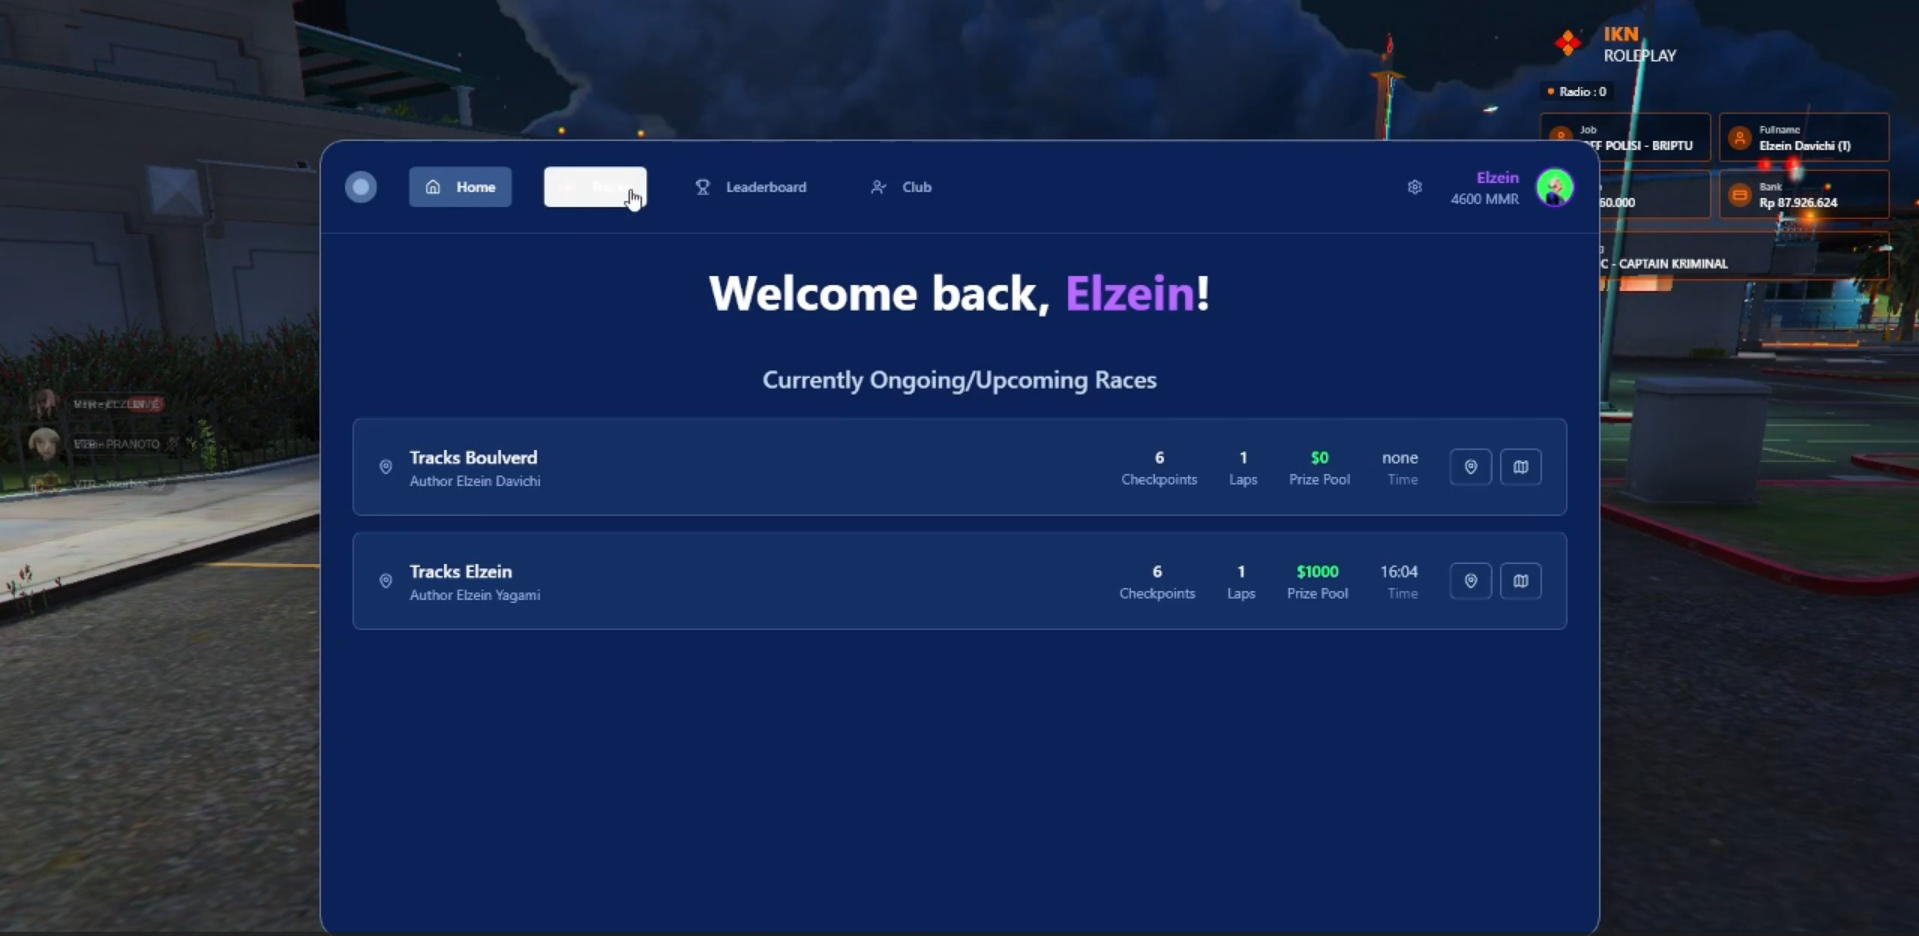 IKN
ROLEPLAY
Radio : 0
Job
POLISI - BRIPTU
Fullname
Elzein Davichi (1)
Bank
Rp 87.926.624
- CAPTAIN KRIMINAL
Home
Leaderboard
Club
Elzein
4600 MMR
Welcome back, Elzein!
Currently Ongoing/Upcoming Races
Tracks Boulverd
Author Elzein Davichi
6
Checkpoints
1
Laps
$0
Prize Pool
none
Time
Tracks Elzein
Author Elzein Yagami
6
Checkpoints
1
Laps
$1000
Prize Pool
16:04
Time
PRANOTO